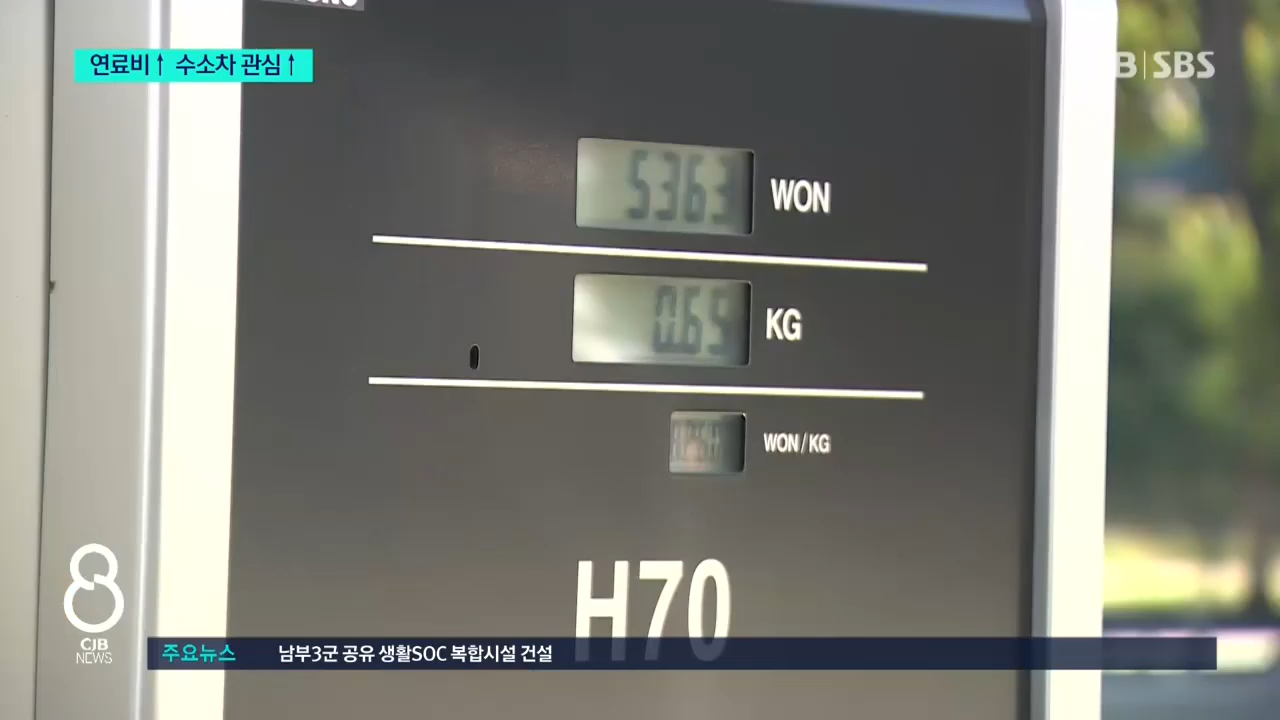 연료비↑ 수소차 관심↑
B | SBS
5363 WON
0.69 KG
WON/KG
H70
8
CJB
NEWS
주요뉴스 남부3군 공유 생활SOC 복합시설 건설